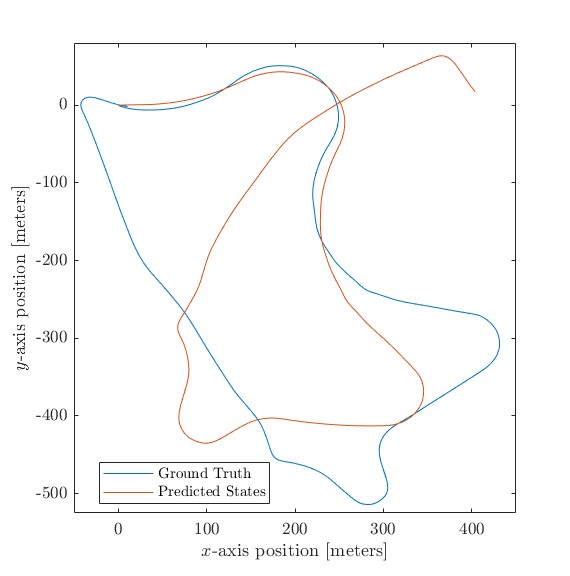 0
-100
-200
-300
-400
-500
y-axis position [meters]
Ground Truth
Predicted States
0 100 200 300 400
x-axis position [meters]